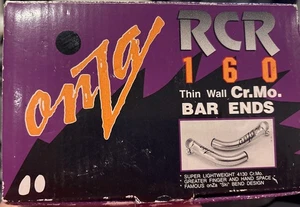 onZa
RCR
160
Thin Wall Cr.Mo.
BAR ENDS
SUPER LIGHTWEIGHT 4130 Cr.Mo.
GREATER FINGER AND HAND SPACE
FAMOUS onZa "Ski" BEND DESIGN